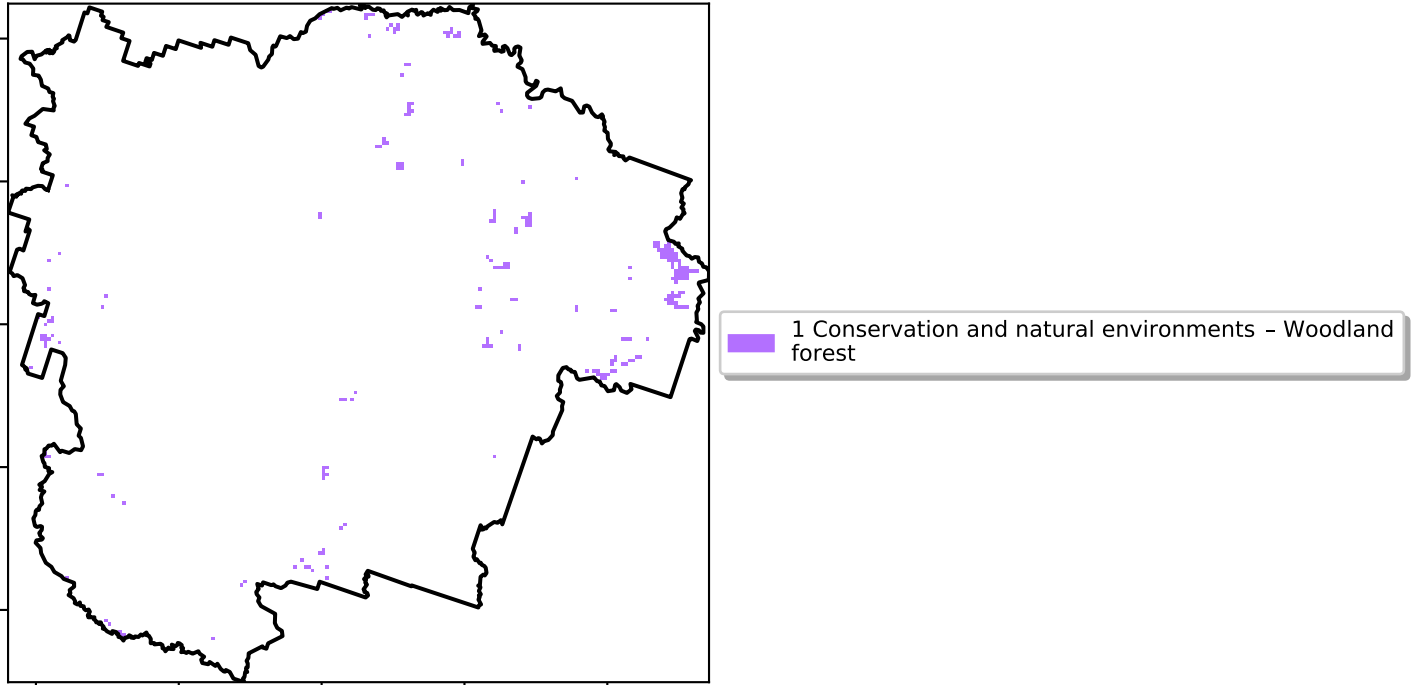 1 Conservation and natural environments – Woodland
forest